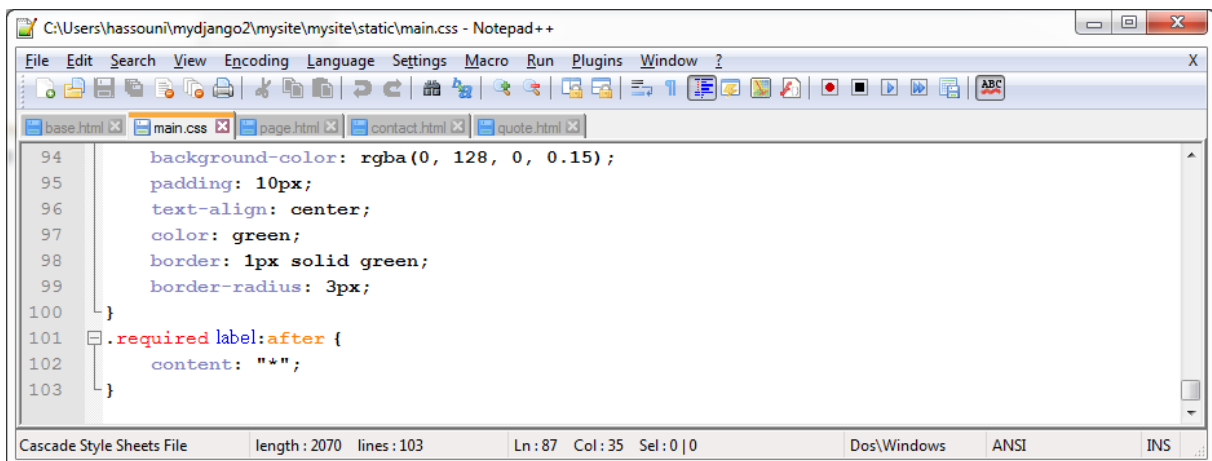 C:\Users\hassouni\mydjango2\mysite\mysite\static\main.css - Notepad++
File Edit Search View Encoding Language Settings Macro Run Plugins Window ? X
ABC
base.html main.css page.html contact.html quote.html
94 background-color: rgba(0, 128, 0, 0.15);
95 padding: 10px;
96 text-align: center;
97 color: green;
98 border: 1px solid green;
99 border-radius: 3px;
100 }
101 .required label:after {
102 content: "*";
103 }
Cascade Style Sheets File length : 2070 lines : 103 Ln : 87 Col : 35 Sel : 0 | 0 Dos\Windows ANSI INS